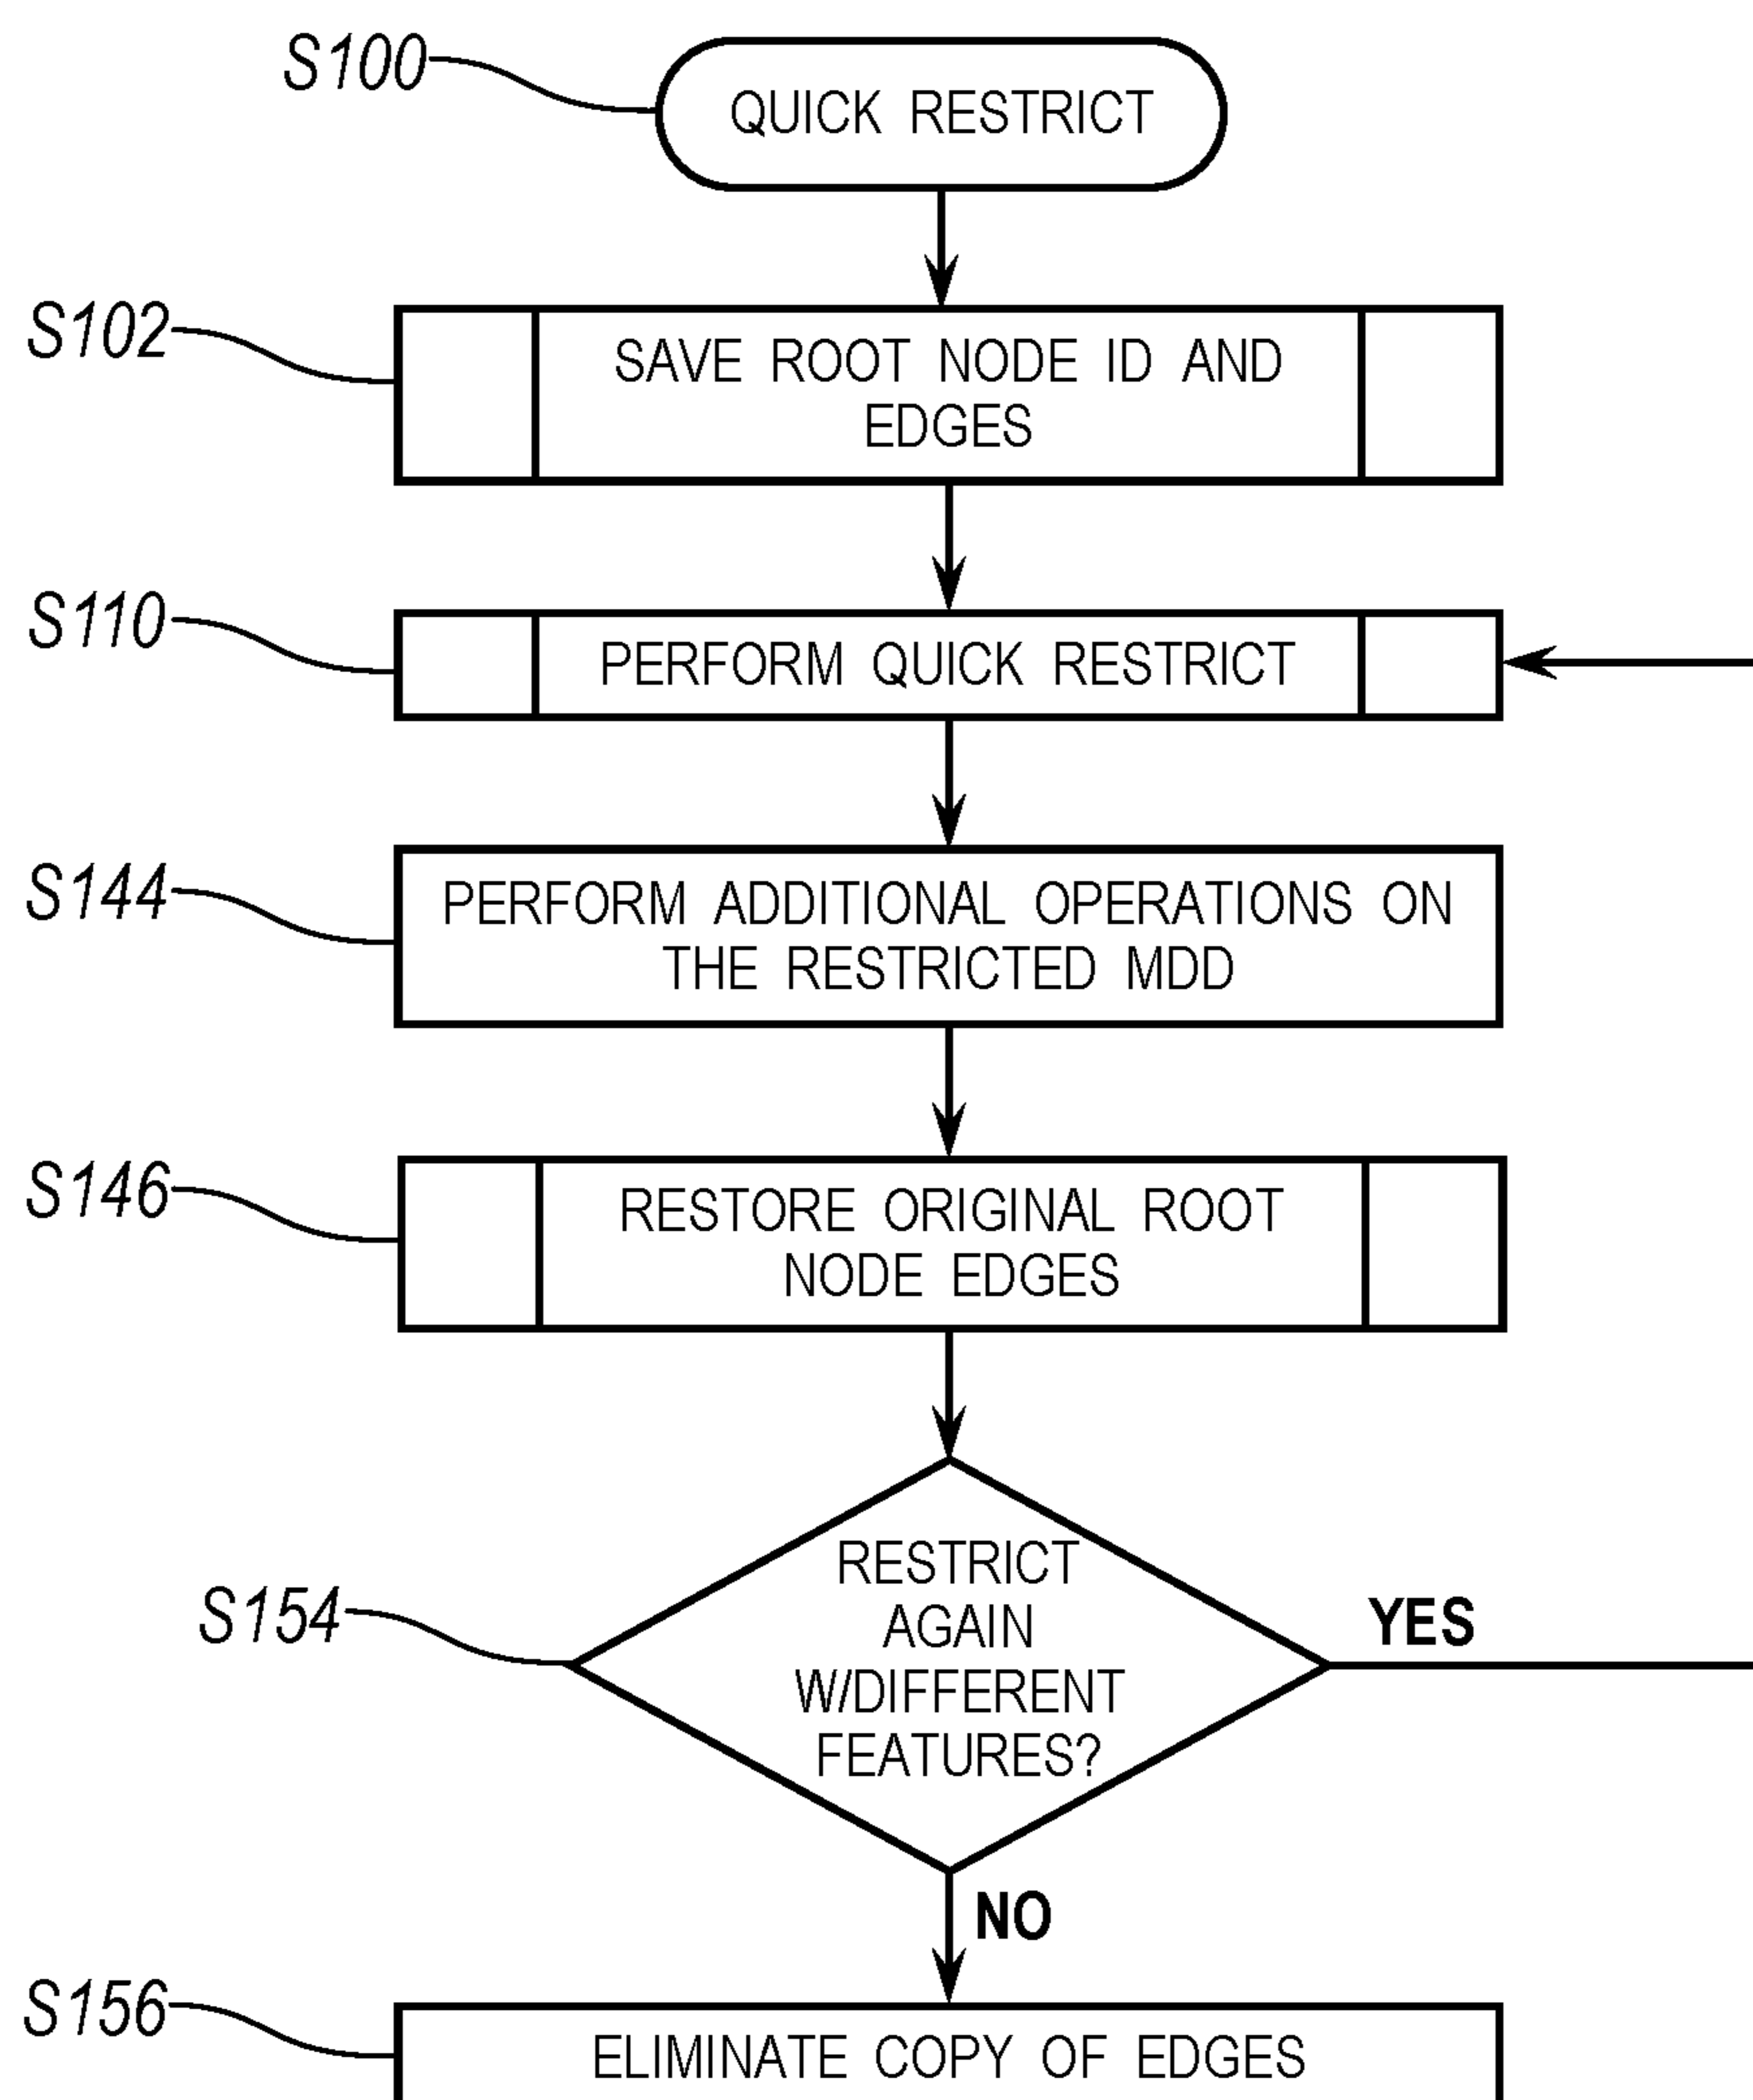 S100
QUICK RESTRICT
S102
SAVE ROOT NODE ID AND
EDGES
S110
PERFORM QUICK RESTRICT
S144
PERFORM ADDITIONAL OPERATIONS ON
THE RESTRICTED MDD
S146
RESTORE ORIGINAL ROOT
NODE EDGES
S154
RESTRICT
AGAIN
W/DIFFERENT
FEATURES?
YES
NO
S156
ELIMINATE COPY OF EDGES